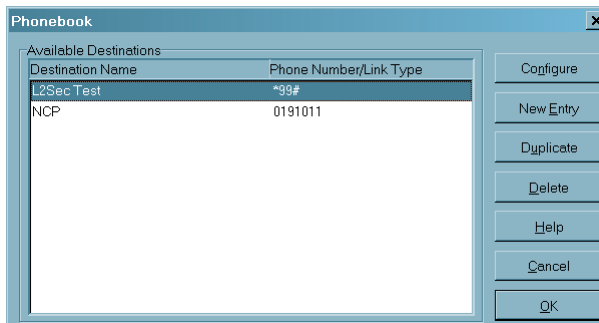 Phonebook
Available Destinations
Destination Name Phone Number/Link Type
L2Sec Test *99#
NCP 0191011
Configure
New Entry
Duplicate
Delete
Help
Cancel
OK